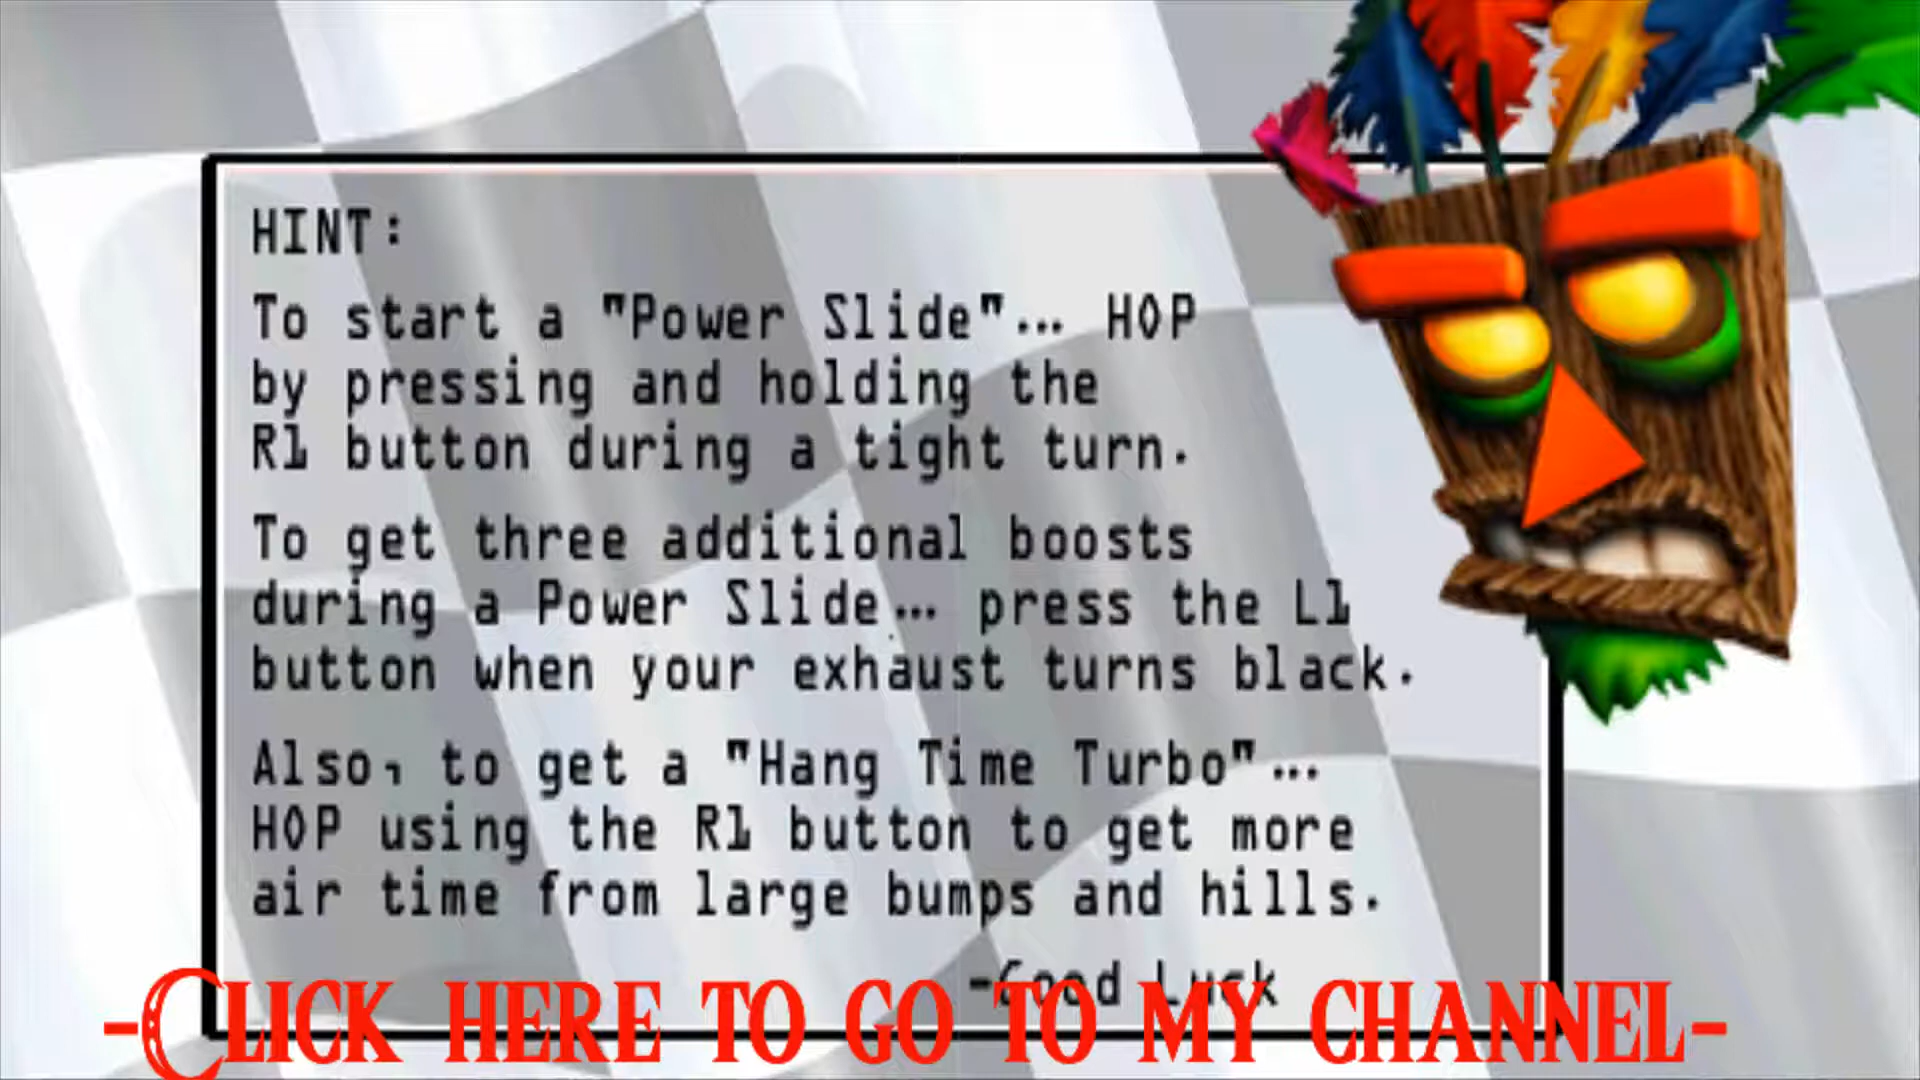 HINT:
To start a "Power Slide"... HOP
by pressing and holding the
R1 button during a tight turn.
To get three additional boosts
during a Power Slide... press the L1
button when your exhaust turns black.
Also, to get a "Hang Time Turbo"...
HOP using the R1 button to get more
air time from large bumps and hills.
-Good Luck
-Click here to go to my channel-